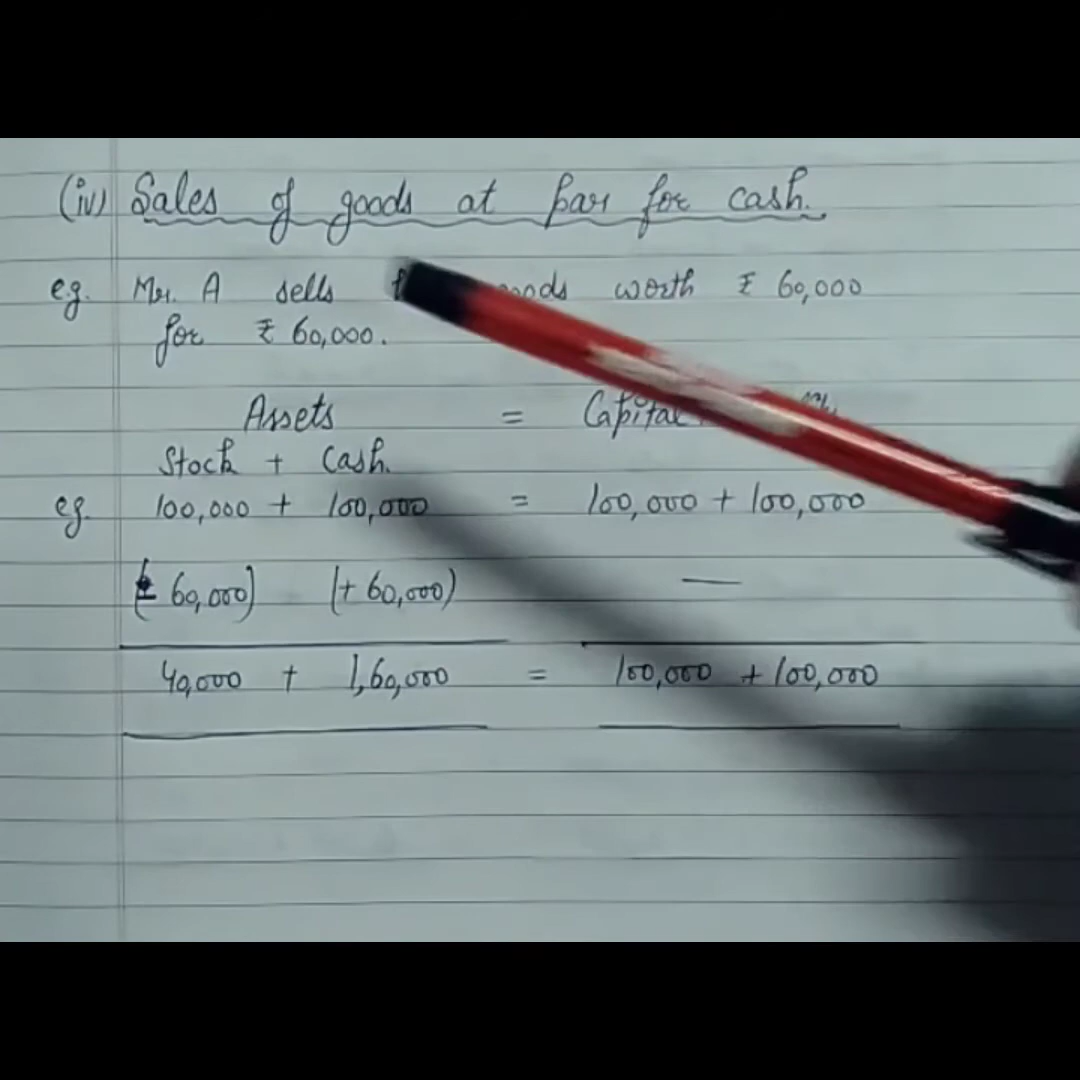 (iv) Sales of goods at par for cash.
e.g. Mr. A sells goods worth ₹ 60,000
for ₹ 60,000.
Assets = Capital
Stock + Cash
eg. 100,000 + 100,000 = 100,000 + 100,000
(- 60,000) (+ 60,000) —
40,000 + 1,60,000 = 100,000 + 100,000